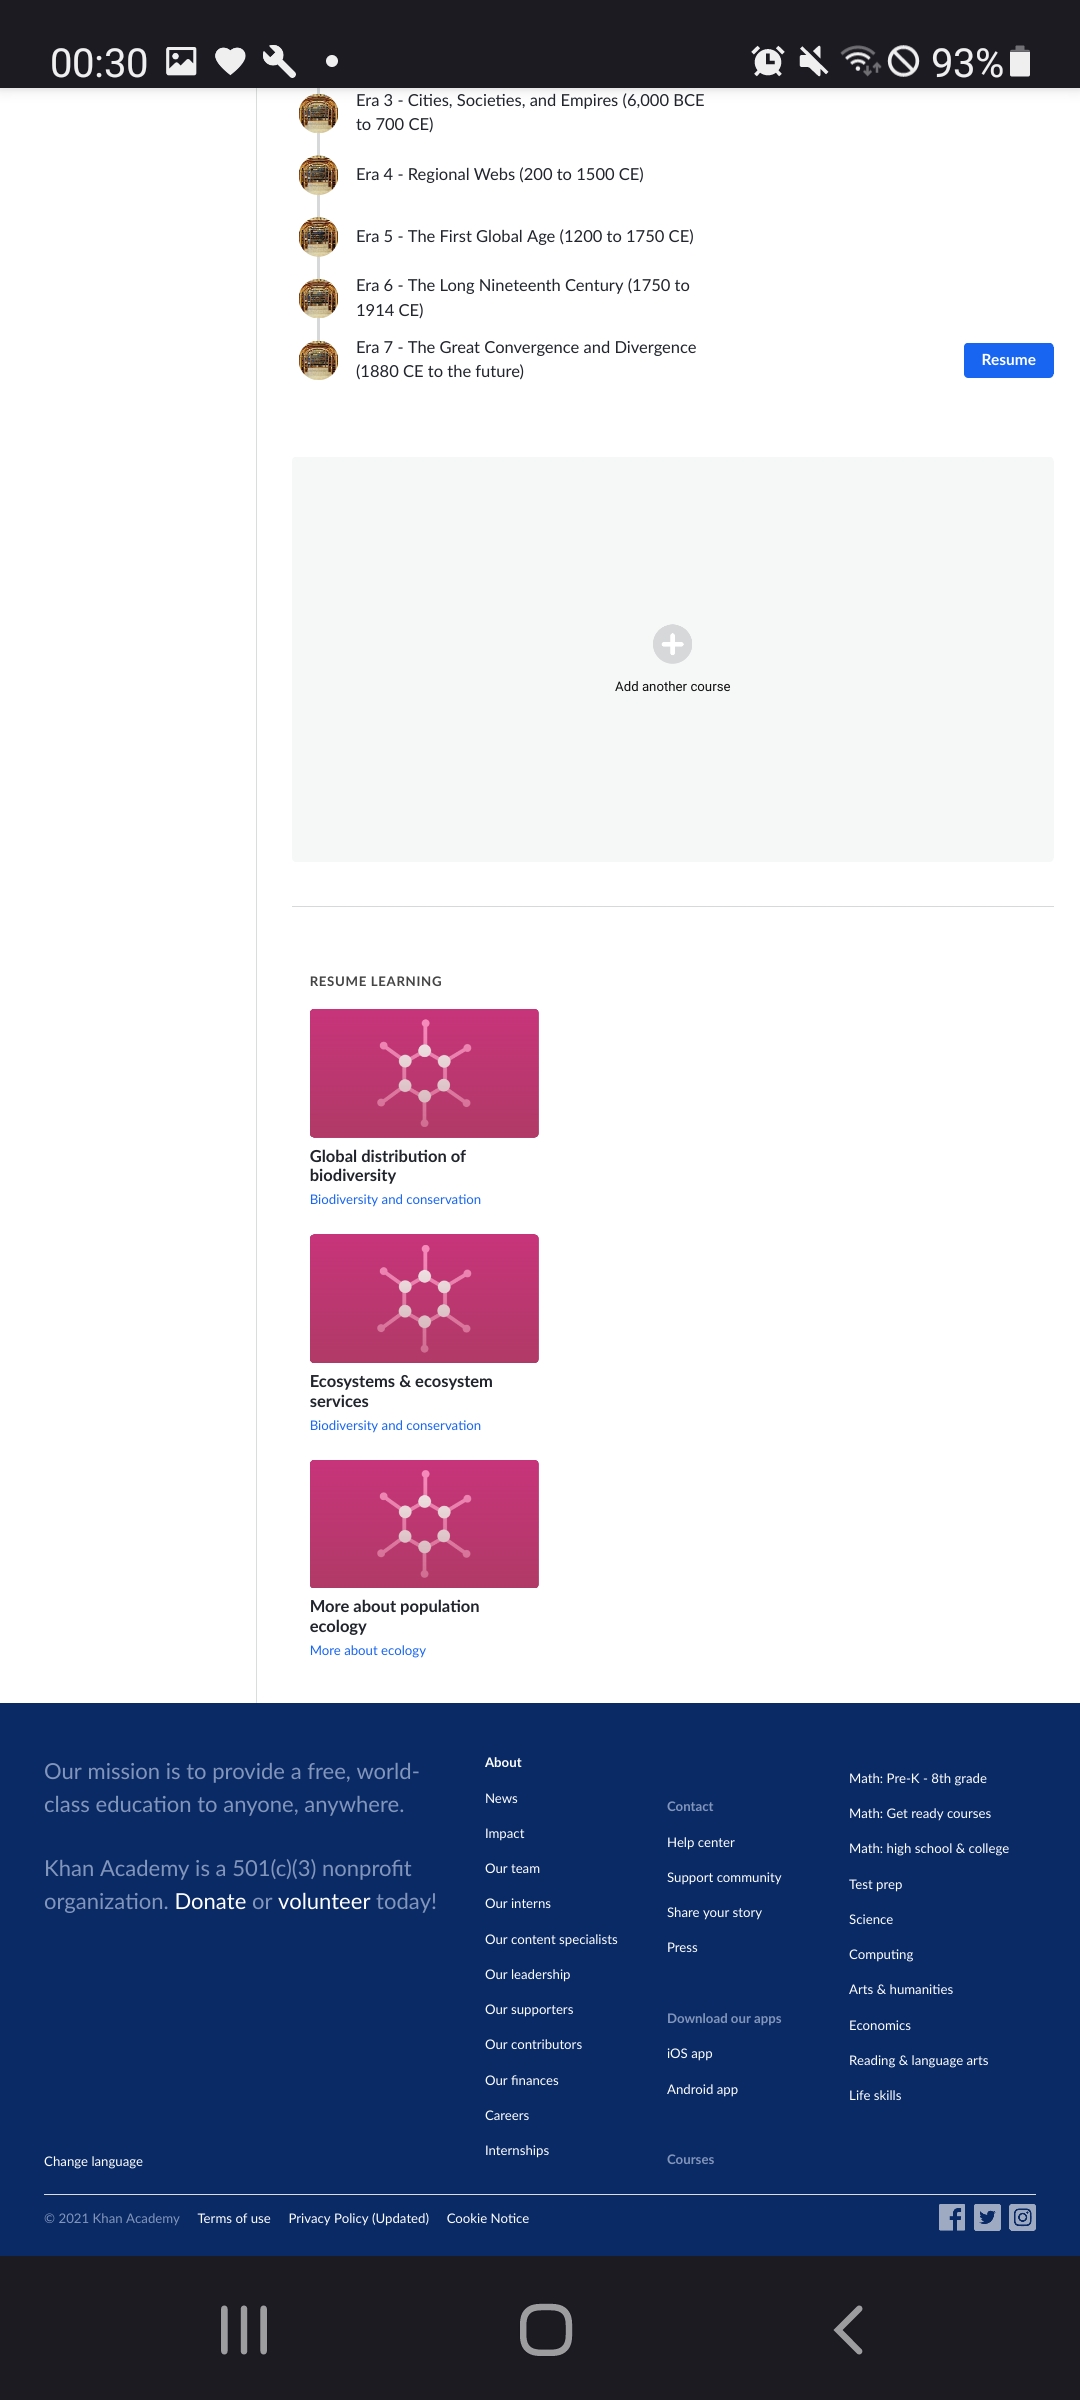 00:30
93%
Era 3 - Cities, Societies, and Empires (6,000 BCE
to 700 CE)
Era 4 - Regional Webs (200 to 1500 CE)
Era 5 - The First Global Age (1200 to 1750 CE)
Era 6 - The Long Nineteenth Century (1750 to
1914 CE)
Era 7 - The Great Convergence and Divergence
(1880 CE to the future)
Resume
Add another course
RESUME LEARNING
Global distribution of
biodiversity
Biodiversity and conservation
Ecosystems & ecosystem
services
Biodiversity and conservation
More about population
ecology
More about ecology
Our mission is to provide a free, world-
class education to anyone, anywhere.
Khan Academy is a 501(c)(3) nonprofit
organization. Donate or volunteer today!
Change language
About
News
Impact
Our team
Our interns
Our content specialists
Our leadership
Our supporters
Our contributors
Our finances
Careers
Internships
Contact
Help center
Support community
Share your story
Press
Download our apps
iOS app
Android app
Courses
Math: Pre-K - 8th grade
Math: Get ready courses
Math: high school & college
Test prep
Science
Computing
Arts & humanities
Economics
Reading & language arts
Life skills
© 2021 Khan Academy
Terms of use
Privacy Policy (Updated)
Cookie Notice